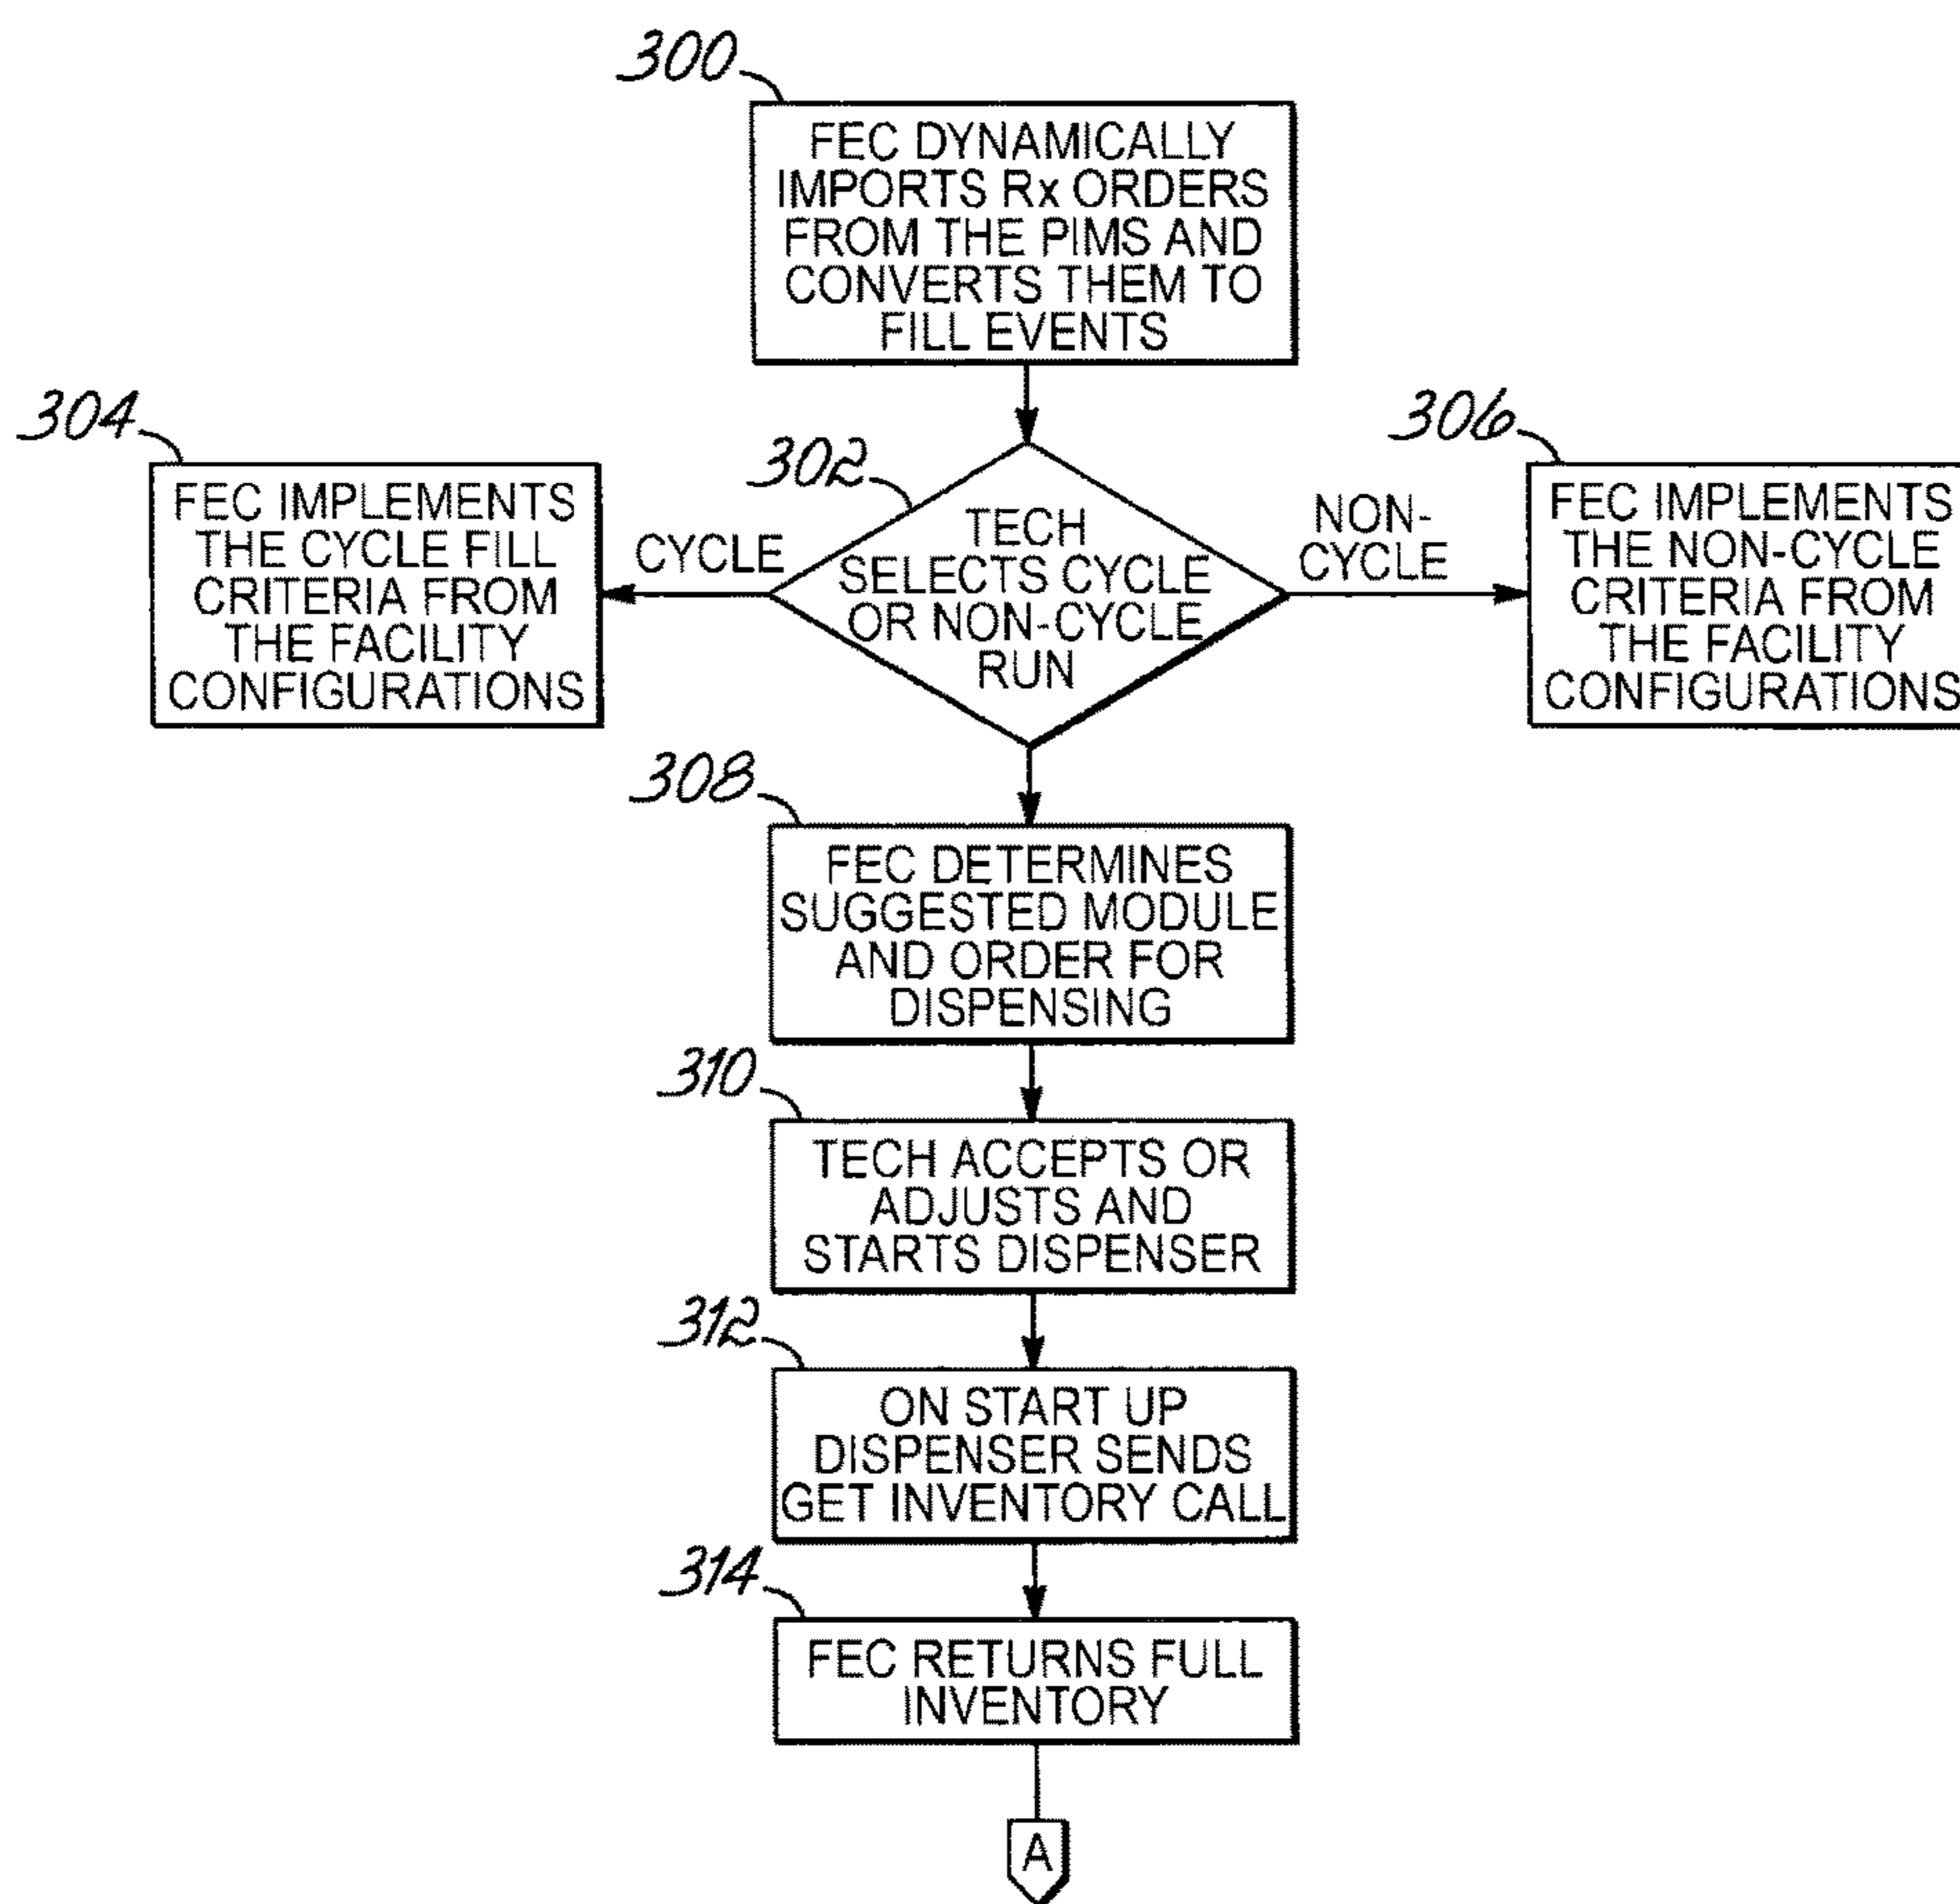 300
FEC DYNAMICALLY
IMPORTS Rx ORDERS
FROM THE PIMS AND
CONVERTS THEM TO
FILL EVENTS
304
FEC IMPLEMENTS
THE CYCLE FILL
CRITERIA FROM
THE FACILITY
CONFIGURATIONS
CYCLE
302
TECH
SELECTS CYCLE
OR NON-CYCLE
RUN
NON-
CYCLE
306
FEC IMPLEMENTS
THE NON-CYCLE
CRITERIA FROM
THE FACILITY
CONFIGURATIONS
308
FEC DETERMINES
SUGGESTED MODULE
AND ORDER FOR
DISPENSING
310
TECH ACCEPTS OR
ADJUSTS AND
STARTS DISPENSER
312
ON START UP
DISPENSER SENDS
GET INVENTORY CALL
314
FEC RETURNS FULL
INVENTORY
A